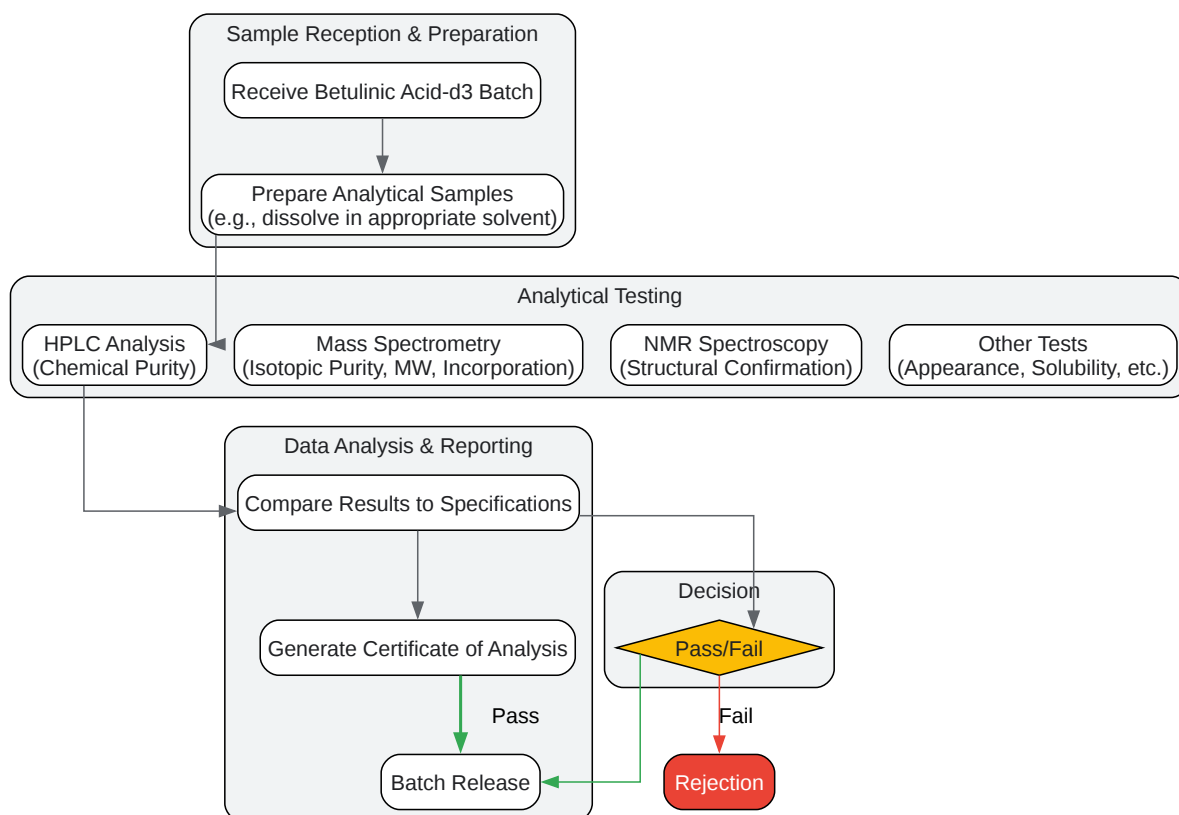 Sample Reception & Preparation
Receive Betulinic Acid-d3 Batch
Prepare Analytical Samples
(e.g., dissolve in appropriate solvent)
Analytical Testing
HPLC Analysis
(Chemical Purity)
Mass Spectrometry
(Isotopic Purity, MW, Incorporation)
NMR Spectroscopy
(Structural Confirmation)
Other Tests
(Appearance, Solubility, etc.)
Data Analysis & Reporting
Compare Results to Specifications
Decision
Generate Certificate of Analysis
Pass/Fail
Pass
Fail
Batch Release
Rejection